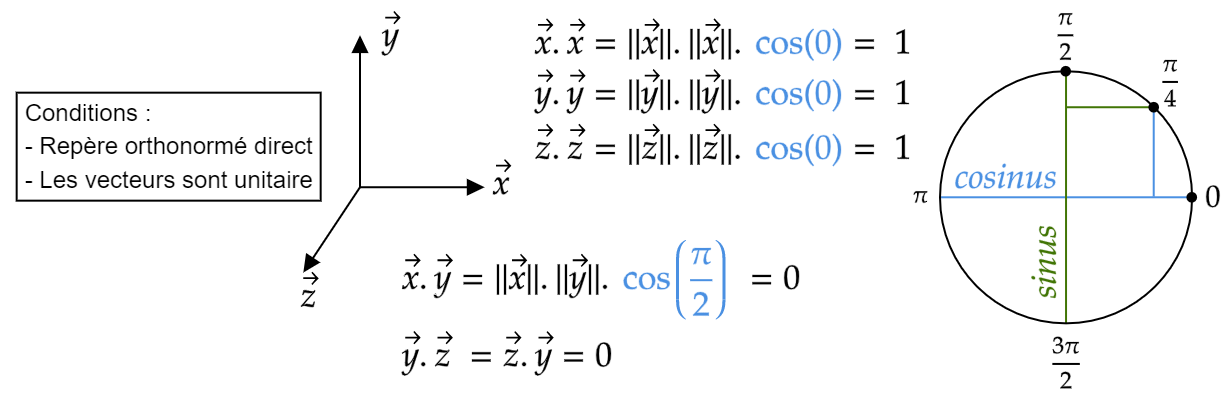 Conditions :
- Repère orthonormé direct
- Les vecteurs sont unitaire
y⃗
x⃗
z⃗
x⃗. x⃗ = ||x⃗||. ||x⃗||. cos(0) = 1
y⃗. y⃗ = ||y⃗||. ||y⃗||. cos(0) = 1
z⃗. z⃗ = ||z⃗||. ||z⃗||. cos(0) = 1
x⃗. y⃗ = ||x⃗||. ||y⃗||. cos(π/2) = 0
y⃗. z⃗ = z⃗. y⃗ = 0
π/2
π/4
cosinus
π
0
sinus
3π/2